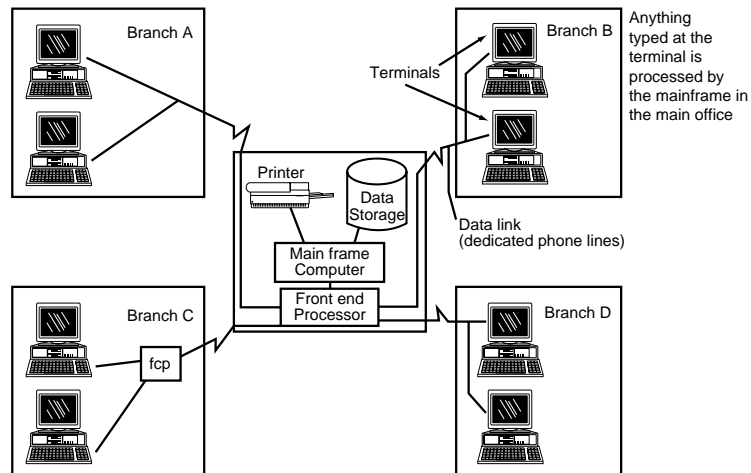 Branch A
Branch B
Anything
typed at the
terminal is
processed by
the mainframe in
the main office
Terminals
Printer
Data
Storage
Data link
(dedicated phone lines)
Main frame
Computer
Front end
Processor
Branch C
fcp
Branch D